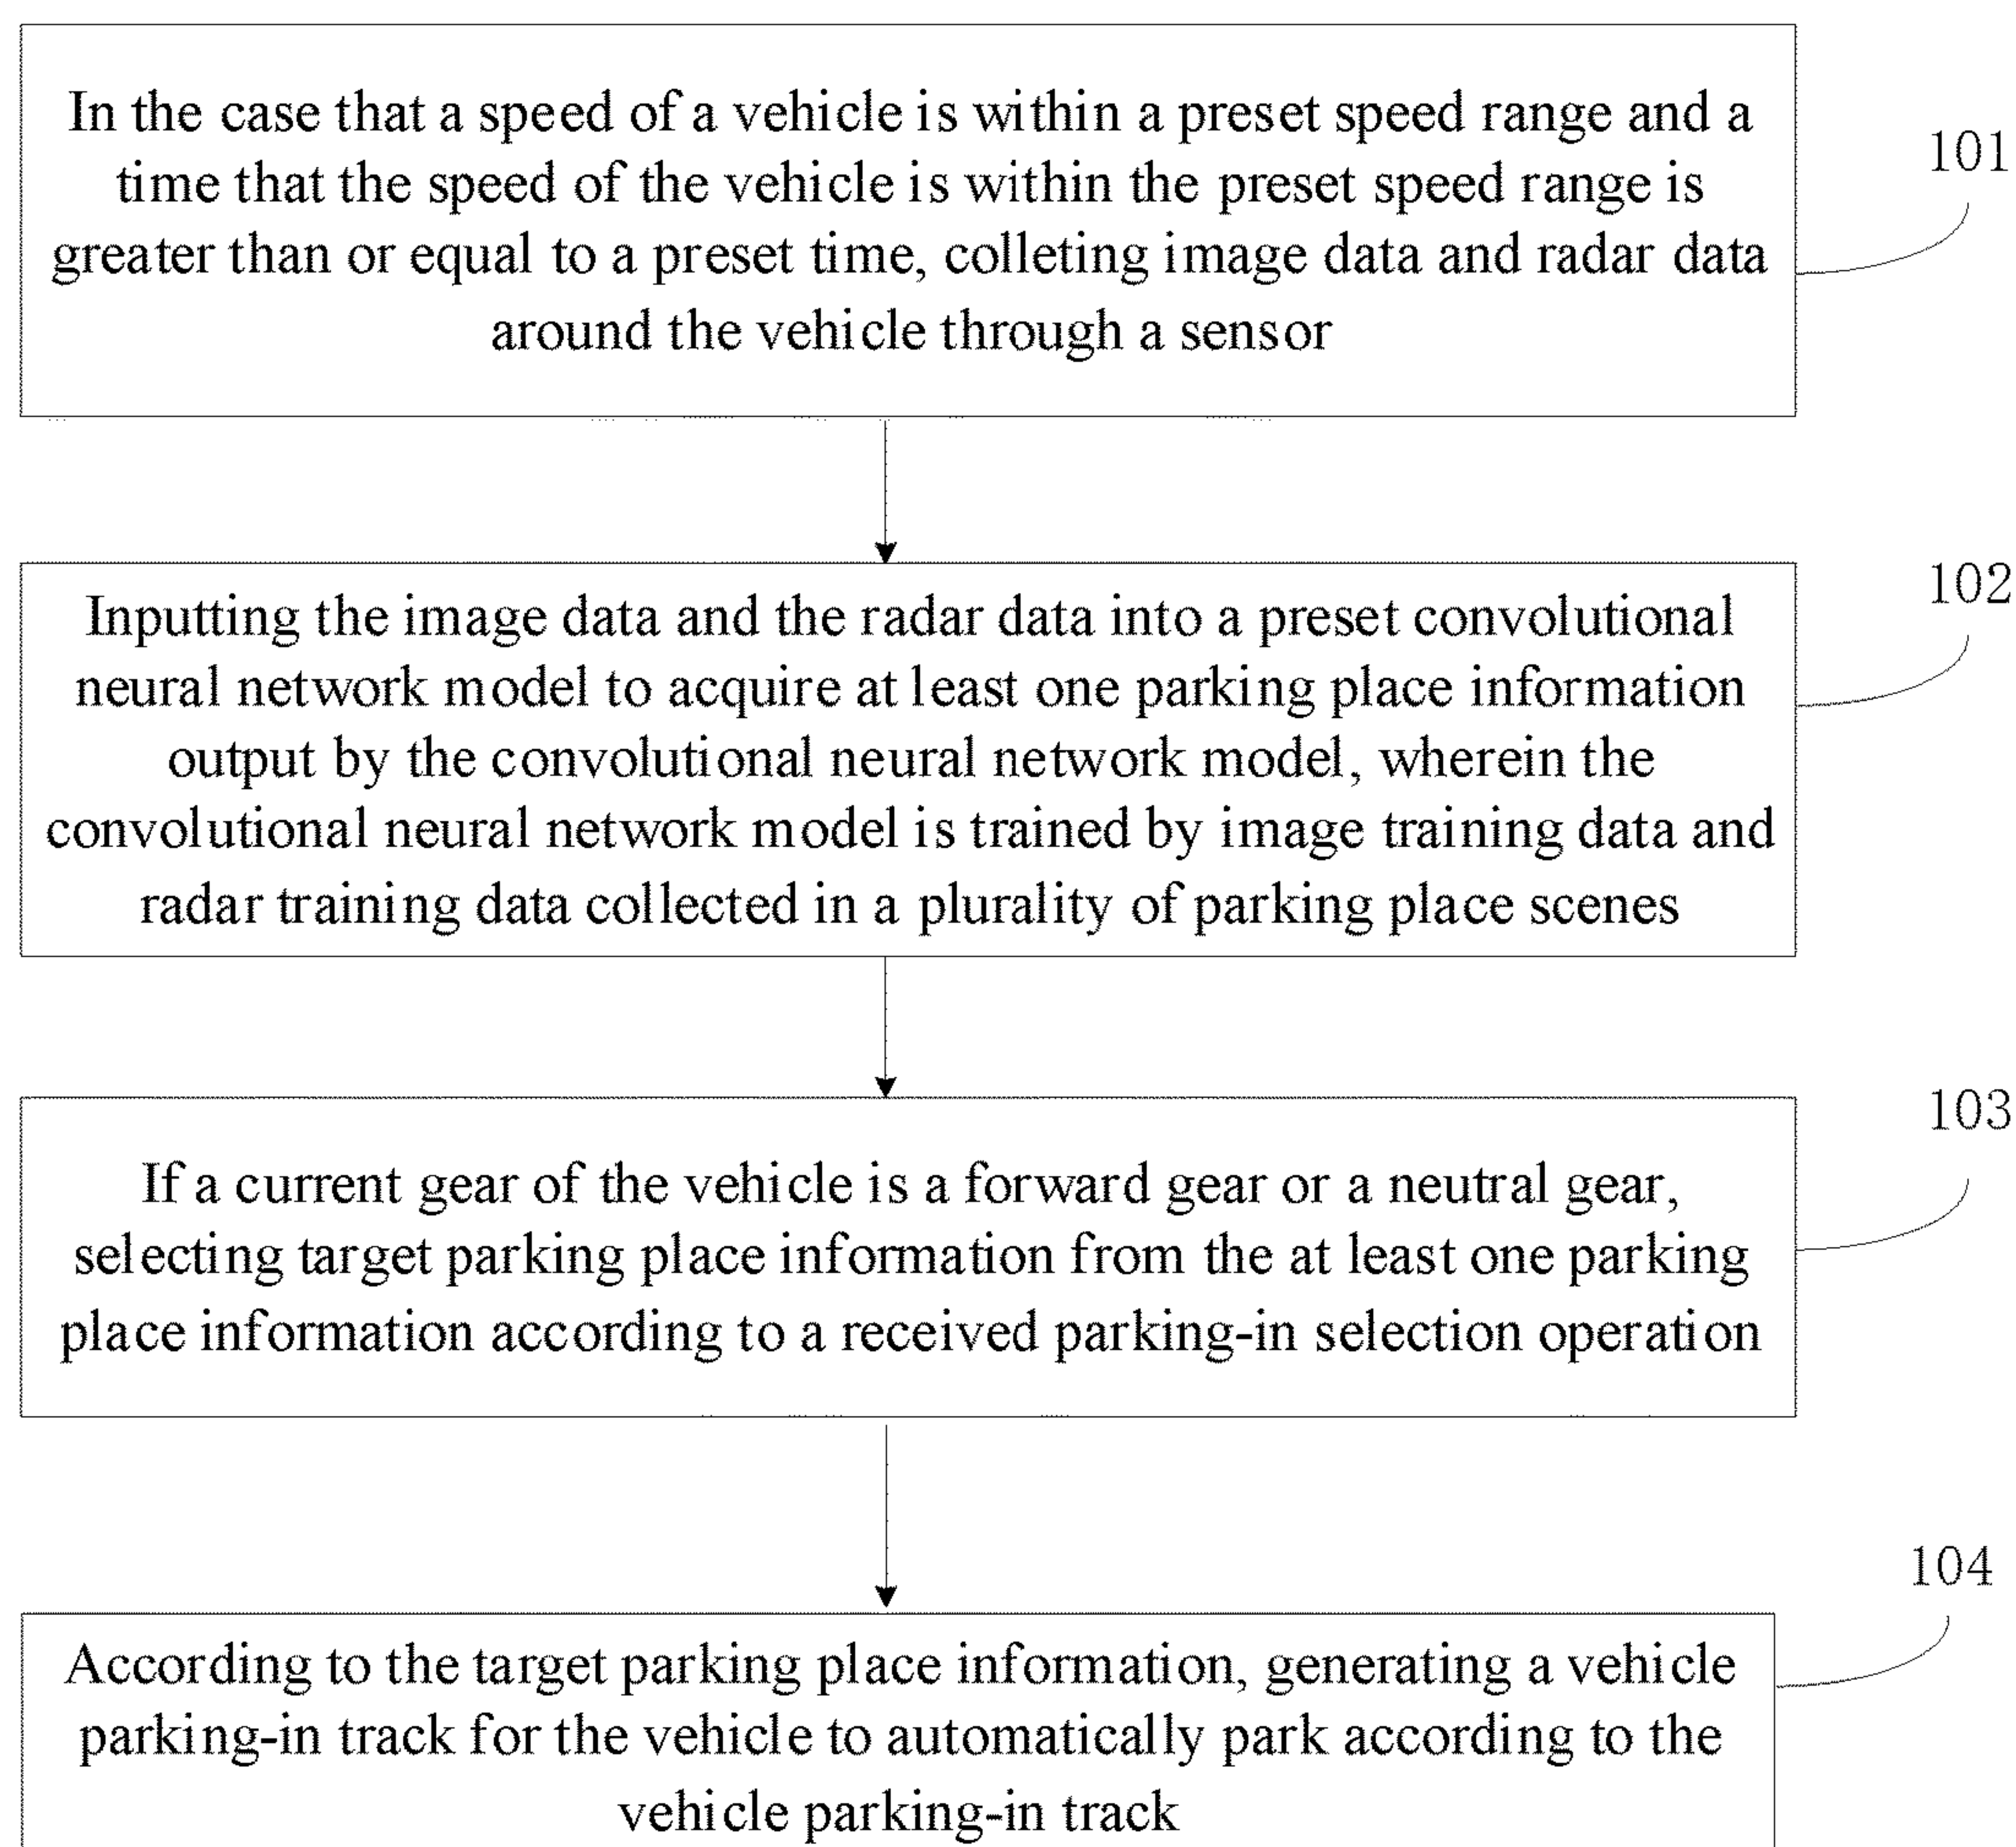 In the case that a speed of a vehicle is within a preset speed range and a
time that the speed of the vehicle is within the preset speed range is
greater than or equal to a preset time, colleting image data and radar data
around the vehicle through a sensor
101
Inputting the image data and the radar data into a preset convolutional
neural network model to acquire at least one parking place information
output by the convolutional neural network model, wherein the
convolutional neural network model is trained by image training data and
radar training data collected in a plurality of parking place scenes
102
If a current gear of the vehicle is a forward gear or a neutral gear,
selecting target parking place information from the at least one parking
place information according to a received parking-in selection operation
103
According to the target parking place information, generating a vehicle
parking-in track for the vehicle to automatically park according to the
vehicle parking-in track
104